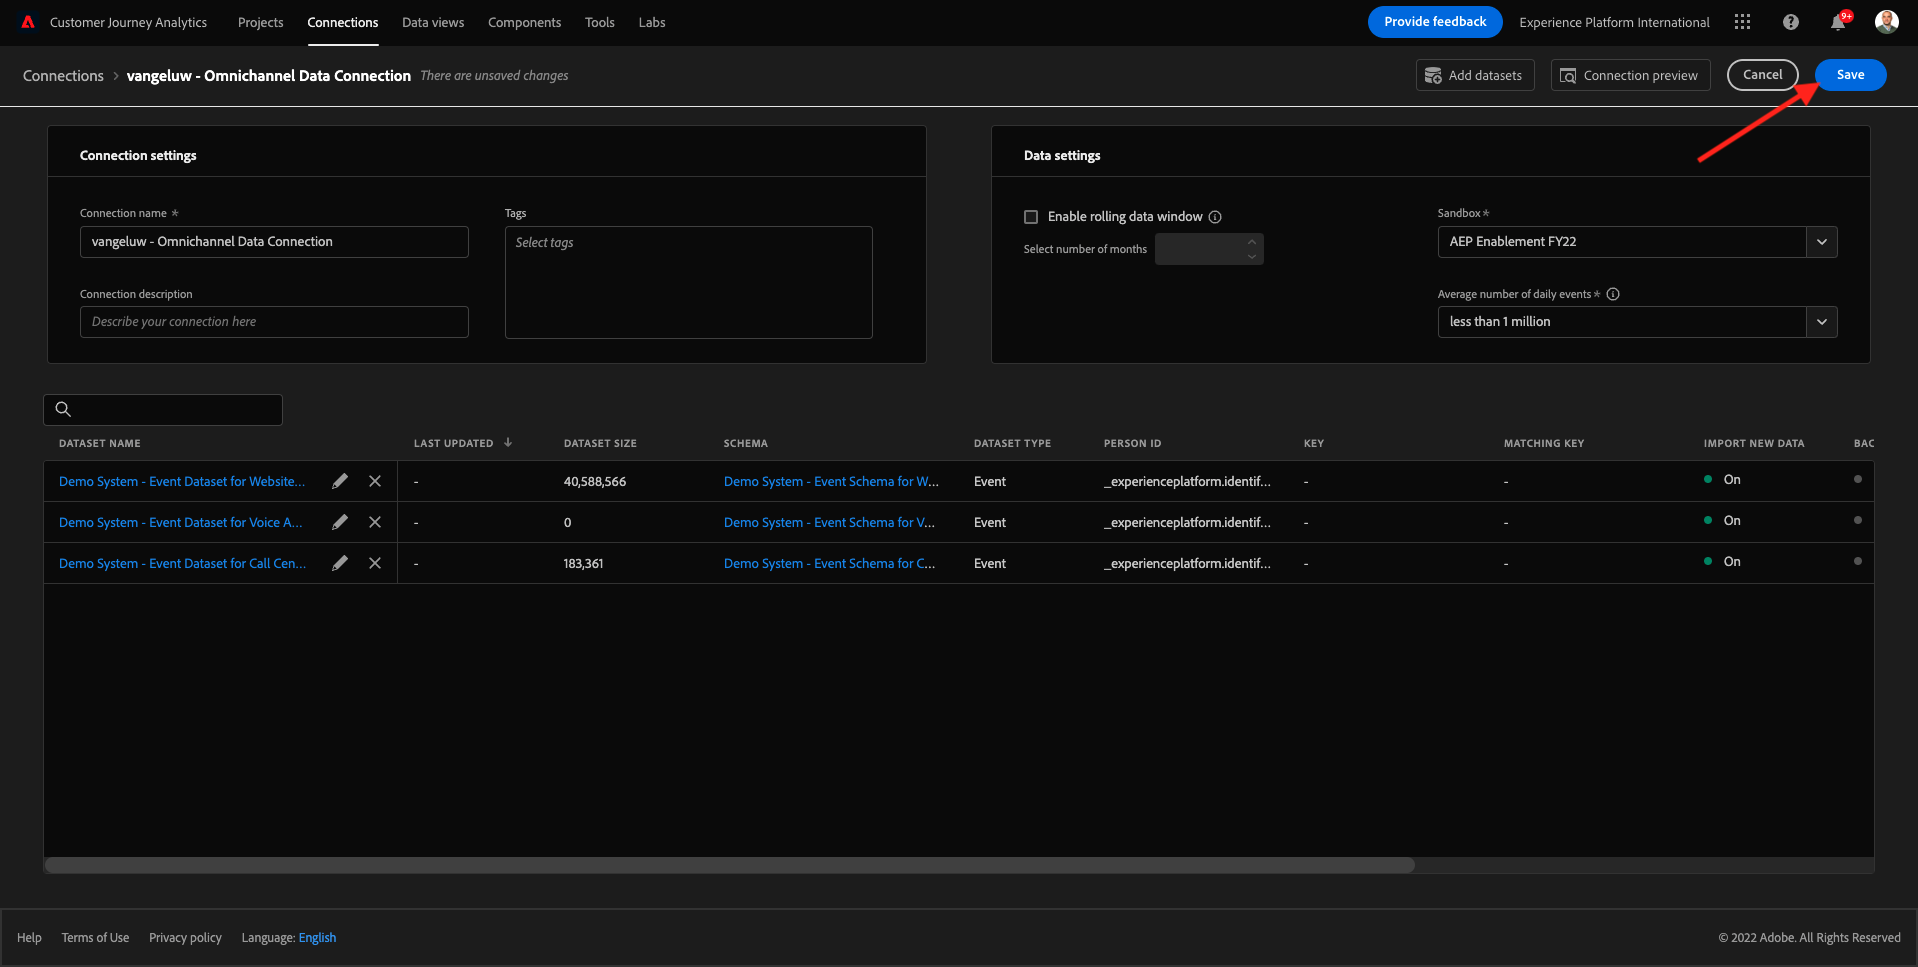 Customer Journey Analytics Projects Connections Data views Components Tools Labs Provide feedback Experience Platform International 9+
Connections > vangeluw - Omnichannel Data Connection There are unsaved changes Add datasets Connection preview Cancel Save
Connection settings
Connection name *
vangeluw - Omnichannel Data Connection
Connection description
Describe your connection here
Tags
Select tags
Data settings
Enable rolling data window
Select number of months
Sandbox *
AEP Enablement FY22
Average number of daily events *
less than 1 million
DATASET NAME LAST UPDATED DATASET SIZE SCHEMA DATASET TYPE PERSON ID KEY MATCHING KEY IMPORT NEW DATA BAC
Demo System - Event Dataset for Website... - 40,588,566 Demo System - Event Schema for W... Event _experienceplatform.identif... - - On
Demo System - Event Dataset for Voice A... - 0 Demo System - Event Schema for V... Event _experienceplatform.identif... - - On
Demo System - Event Dataset for Call Cen... - 183,361 Demo System - Event Schema for C... Event _experienceplatform.identif... - - On
Help Terms of Use Privacy policy Language: English © 2022 Adobe. All Rights Reserved